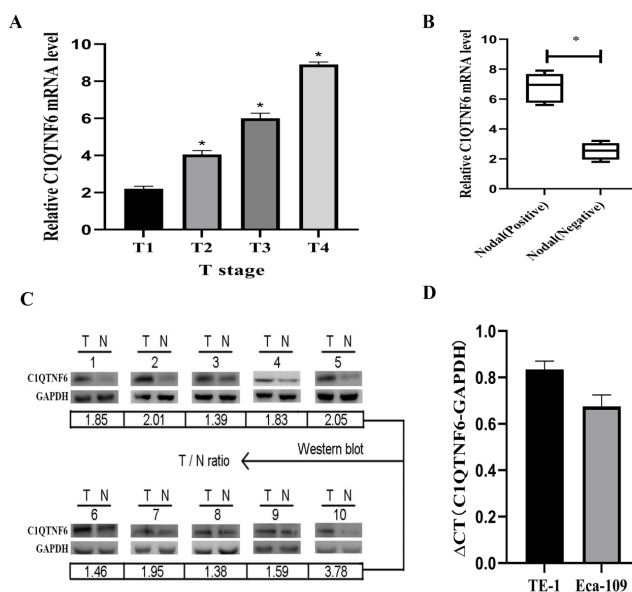 A
Relative C1QTNF6 mRNA level
10
8
6
4
2
0
*
*
*
T1 T2 T3 T4
T stage
B
Relative C1QTNF6 mRNA level
10
8
6
4
2
0
*
Nodal(Positive)
Nodal(Negative)
C
T N T N T N T N T N
1 2 3 4 5
C1QTNF6
GAPDH
1.85 2.01 1.39 1.83 2.05
Western blot
T / N ratio
T N T N T N T N T N
6 7 8 9 10
C1QTNF6
GAPDH
1.46 1.95 1.38 1.59 3.78
D
ΔCT(C1QTNF6-GAPDH)
1.0
0.8
0.6
0.4
0.2
0.0
TE-1 Eca-109